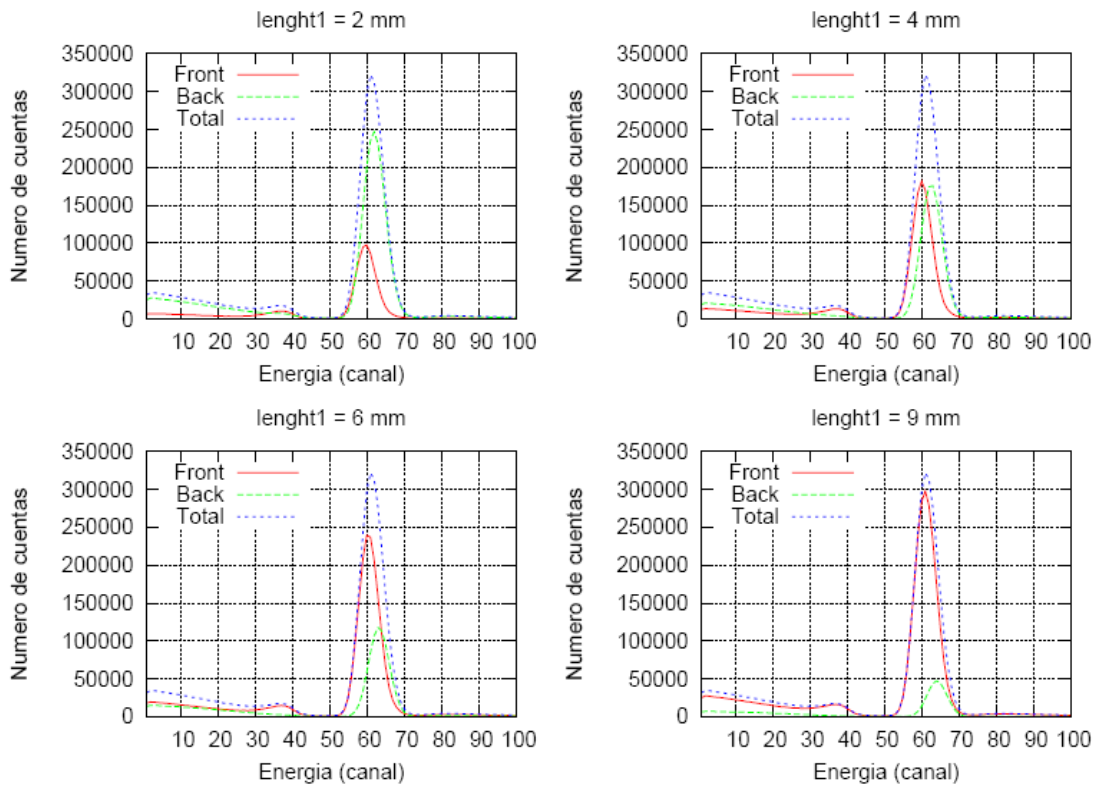 lenght1 = 2 mm
350000
300000
250000
200000
150000
100000
50000
0
Numero de cuentas
Front
Back
Total
10 20 30 40 50 60 70 80 90 100
Energia (canal)
lenght1 = 4 mm
350000
300000
250000
200000
150000
100000
50000
0
Numero de cuentas
Front
Back
Total
10 20 30 40 50 60 70 80 90 100
Energia (canal)
lenght1 = 6 mm
350000
300000
250000
200000
150000
100000
50000
0
Numero de cuentas
Front
Back
Total
10 20 30 40 50 60 70 80 90 100
Energia (canal)
lenght1 = 9 mm
350000
300000
250000
200000
150000
100000
50000
0
Numero de cuentas
Front
Back
Total
10 20 30 40 50 60 70 80 90 100
Energia (canal)